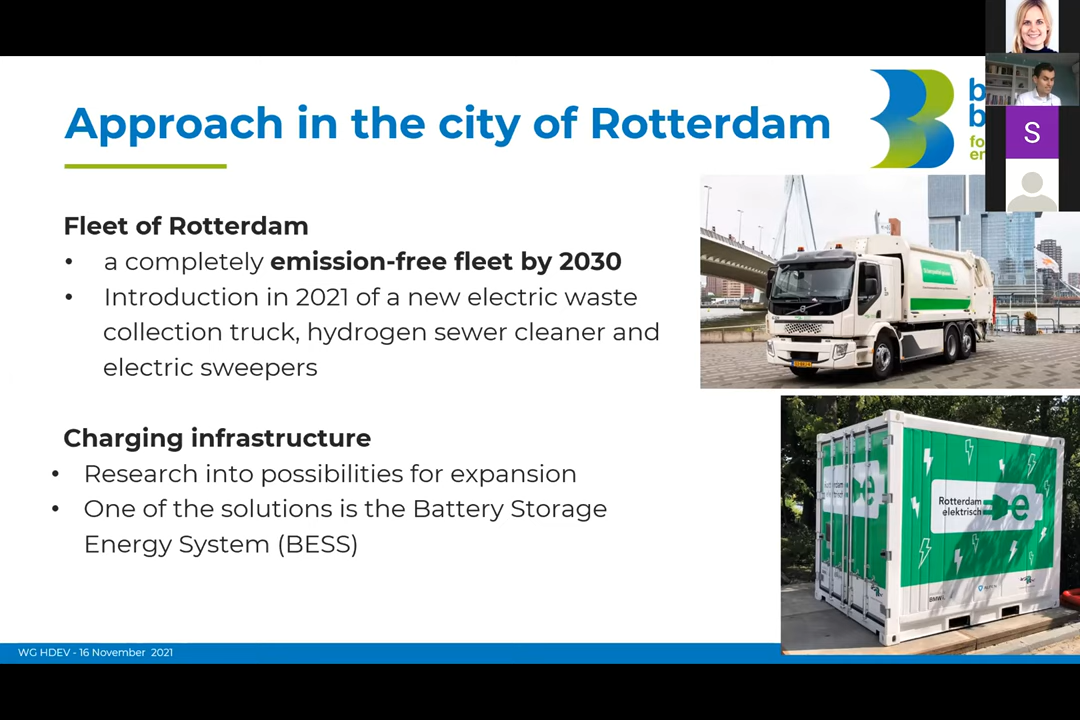 Approach in the city of Rotterdam
S
Fleet of Rotterdam
• a completely emission-free fleet by 2030
• Introduction in 2021 of a new electric waste
collection truck, hydrogen sewer cleaner and
electric sweepers
Charging infrastructure
• Research into possibilities for expansion
• One of the solutions is the Battery Storage
Energy System (BESS)
Rotterdam
elektrisch
e
WG HDEV - 16 November 2021